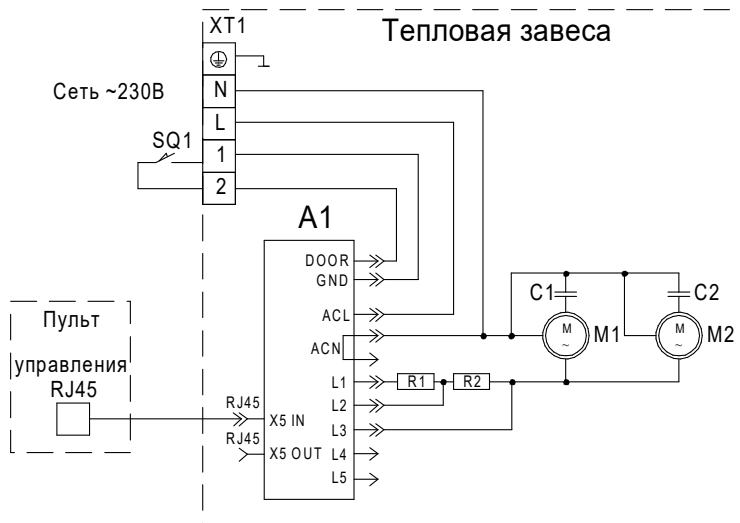 XT1
Тепловая завеса
Сеть ~230В
N
L
SQ1
1
2
A1
DOOR
GND
ACL
ACN
C1
C2
M
~
M1
M
~
M2
Пульт
управления
RJ45
L1
R1
R2
L2
RJ45
X5 IN
L3
RJ45
X5 OUT
L4
L5